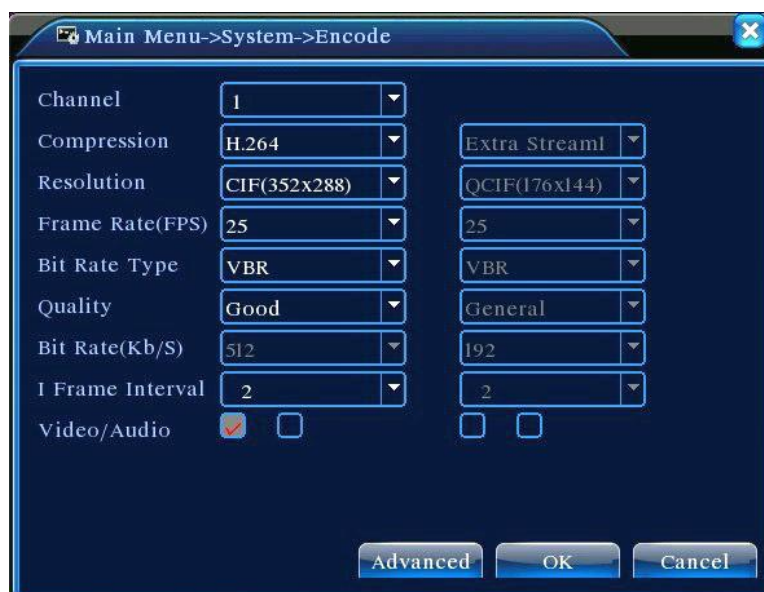 Main Menu->System->Encode
Channel 1
Compression H.264 Extra Stream1
Resolution CIF(352x288) QCIF(176x144)
Frame Rate(FPS) 25 25
Bit Rate Type VBR VBR
Quality Good General
Bit Rate(Kb/S) 512 192
I Frame Interval 2 2
Video/Audio
Advanced OK Cancel